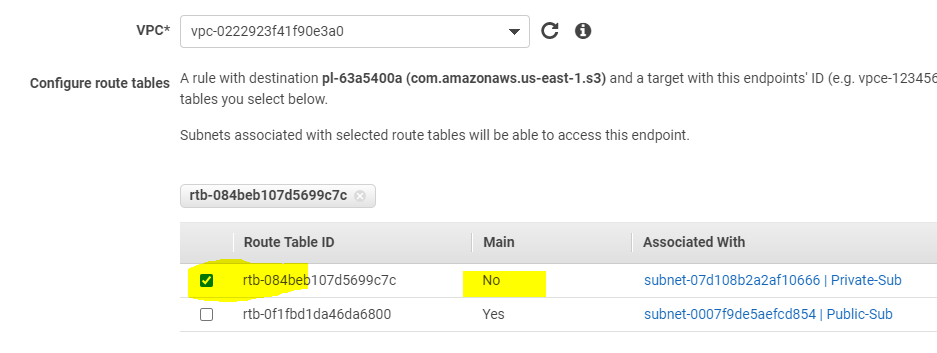 VPC* vpc-0222923f41f90e3a0
Configure route tables A rule with destination pl-63a5400a (com.amazonaws.us-east-1.s3) and a target with this endpoints' ID (e.g. vpce-123456
tables you select below.
Subnets associated with selected route tables will be able to access this endpoint.
rtb-084beb107d5699c7c
Route Table ID Main Associated With
rtb-084beb107d5699c7c No subnet-07d108b2a2af10666 | Private-Sub
rtb-0f1fbd1da46da6800 Yes subnet-0007f9de5aefcd854 | Public-Sub